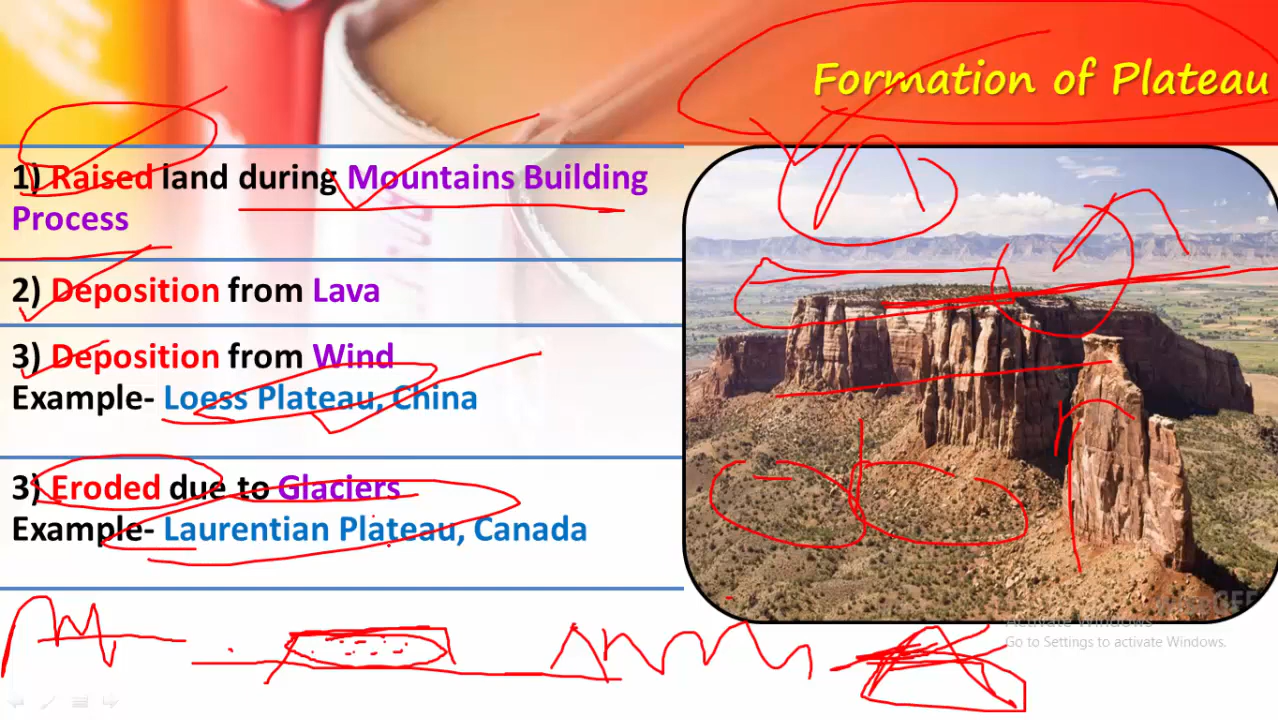 Formation of Plateau
1) Raised land during Mountains Building
Process
2) Deposition from Lava
3) Deposition from Wind
Example- Loess Plateau, China
3) Eroded due to Glaciers
Example- Laurentian Plateau, Canada
Activate Windows
Go to Settings to activate Windows.